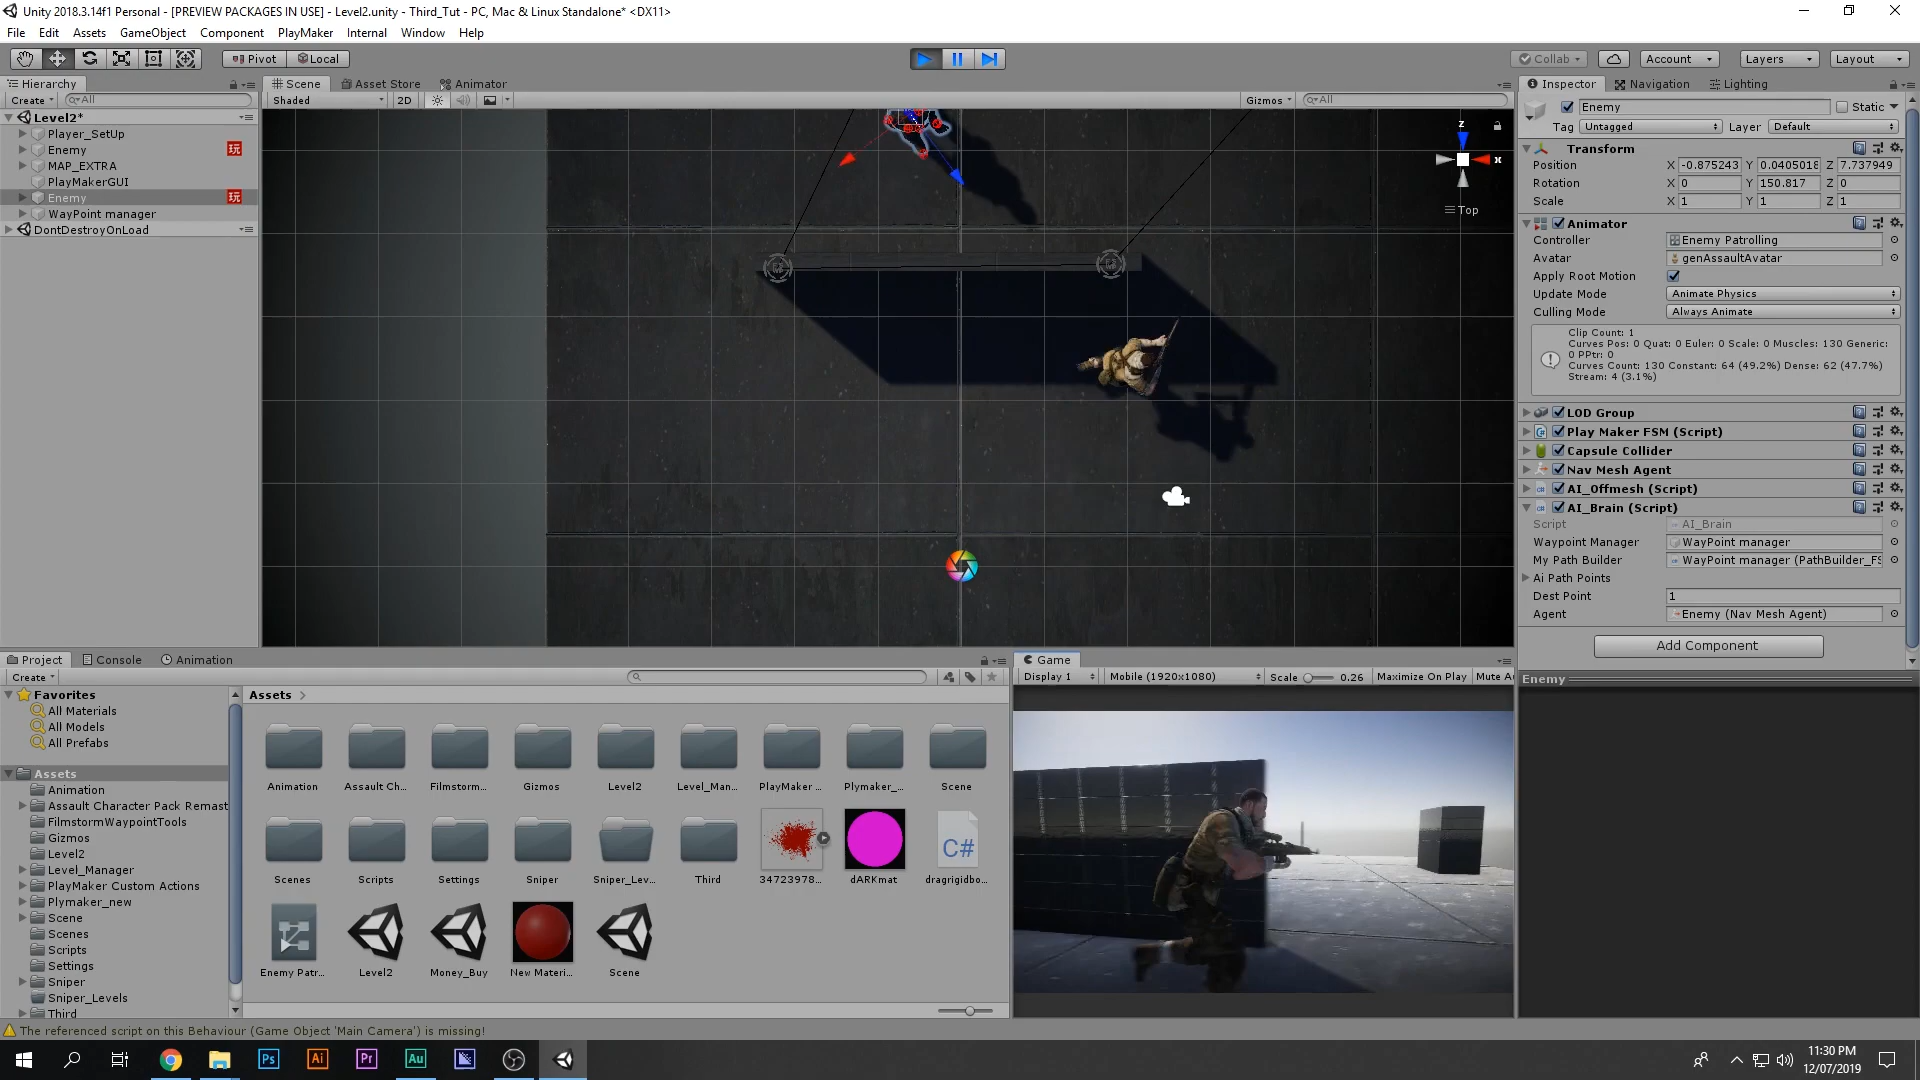 Unity 2018.3.14f1 Personal - [PREVIEW PACKAGES IN USE] - Level2.unity - Third_Tut - PC, Mac & Linux Standalone* <DX11>
File Edit Assets GameObject Component PlayMaker Internal Window Help
Pivot Local
Collab Account Layers Layout
Hierarchy
Create All
Level2*
Player_SetUp
Enemy
玩
MAP_EXTRA
PlayMakerGUI
Enemy
玩
WayPoint manager
DontDestroyOnLoad
Scene Asset Store Animator
Shaded 2D Gizmos All
z
x
Top
Inspector Navigation Lighting
Enemy Static
Tag Untagged Layer Default
Transform
Position X -0.875243 Y 0.0405018 Z 7.737949
Rotation X 0 Y 150.817 Z 0
Scale X 1 Y 1 Z 1
Animator
Controller Enemy Patrolling
Avatar genAssaultAvatar
Apply Root Motion
Update Mode Animate Physics
Culling Mode Always Animate
Clip Count: 1
Curves Pos: 0 Quat: 0 Euler: 0 Scale: 0 Muscles: 130 Generic:
0 PPtr: 0
Curves Count: 130 Constant: 64 (49.2%) Dense: 62 (47.7%)
Stream: 4 (3.1%)
LOD Group
Play Maker FSM (Script)
Capsule Collider
Nav Mesh Agent
AI_Offmesh (Script)
AI_Brain (Script)
Script AI_Brain
Waypoint Manager WayPoint manager
My Path Builder WayPoint manager (PathBuilder_FS
Ai Path Points
Dest Point 1
Agent Enemy (Nav Mesh Agent)
Add Component
Enemy
Project Console Animation
Create
Favorites
All Materials
All Models
All Prefabs
Assets
Animation
Assault Character Pack Remast
FilmstormWaypointTools
Gizmos
Level2
Level_Manager
PlayMaker Custom Actions
Plymaker_new
Scene
Scenes
Scripts
Settings
Sniper
Sniper_Levels
Third
Assets
Animation Assault Ch... Filmstorm... Gizmos Level2 Level_Man... PlayMaker ... Plymaker_... Scene
C#
Scenes Scripts Settings Sniper Sniper_Lev... Third 34723978... dARKmat dragrigidbo...
Enemy Patr... Level2 Money_Buy New Materi... Scene
Game
Display 1 Mobile (1920x1080) Scale 0.26 Maximize On Play Mute A
The referenced script on this Behaviour (Game Object 'Main Camera') is missing!
Ps Ai Pr Au
11:30 PM
12/07/2019